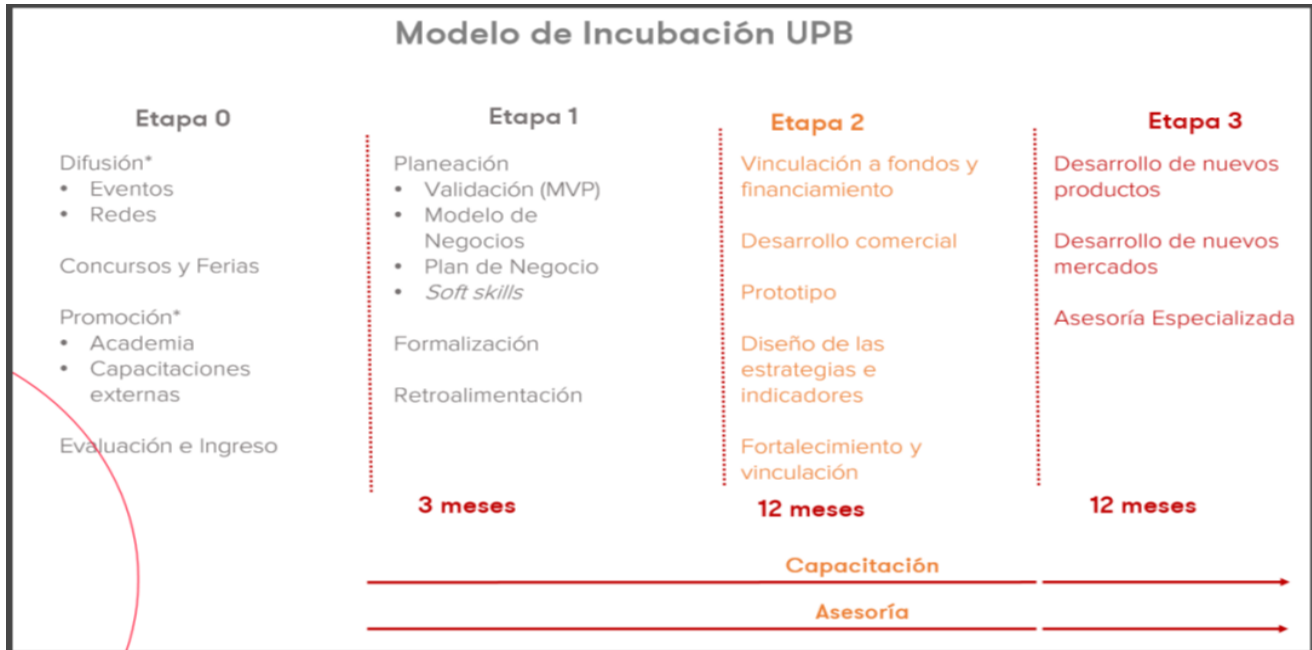 Modelo de Incubación UPB
Etapa 0
Difusión*
• Eventos
• Redes
Concursos y Ferias
Promoción*
• Academia
• Capacitaciones
externas
Evaluación e Ingreso
Etapa 1
Planeación
• Validación (MVP)
• Modelo de
Negocios
• Plan de Negocio
• Soft skills
Formalización
Retroalimentación
3 meses
Etapa 2
Vinculación a fondos y
financiamiento
Desarrollo comercial
Prototipo
Diseño de las
estrategias e
indicadores
Fortalecimiento y
vinculación
12 meses
Etapa 3
Desarrollo de nuevos
productos
Desarrollo de nuevos
mercados
Asesoría Especializada
12 meses
Capacitación
Asesoría